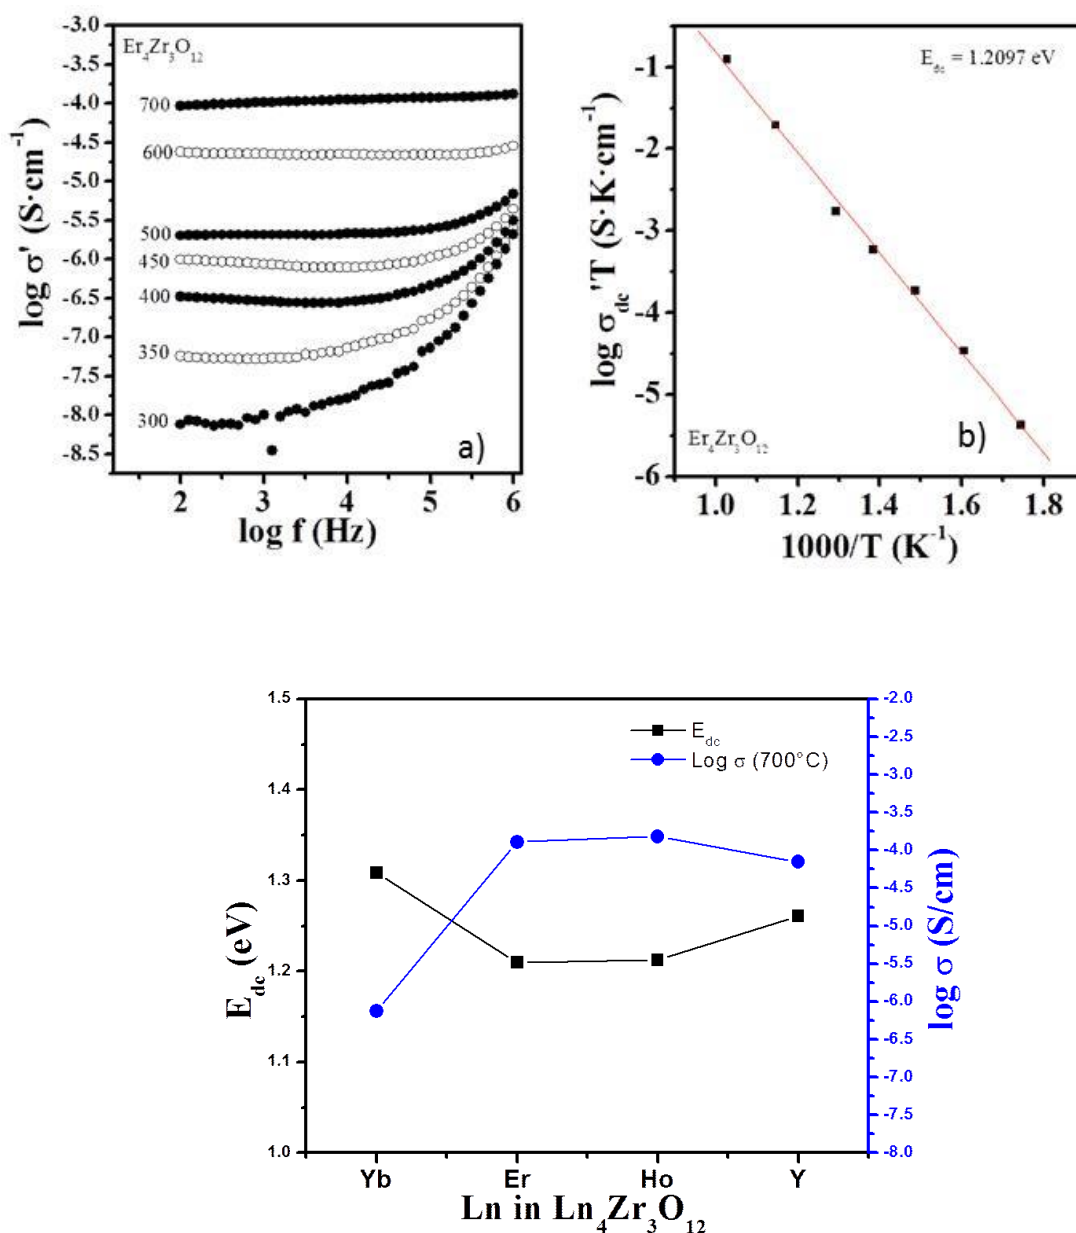 Er₄Zr₃O₁₂
-3.0
-3.5
-4.0
-4.5
-5.0
-5.5
-6.0
-6.5
-7.0
-7.5
-8.0
-8.5
log σ' (S·cm⁻¹)
700
600
500
450
400
350
300
a)
2 3 4 5 6
log f (Hz)
E_dc = 1.2097 eV
-1
-2
-3
-4
-5
-6
log σ_dc'T (S·K·cm⁻¹)
Er₄Zr₃O₁₂
b)
1.0 1.2 1.4 1.6 1.8
1000/T (K⁻¹)
1.5
1.4
1.3
1.2
1.1
1.0
E_dc (eV)
E_dc
Log σ (700°C)
-2.0
-2.5
-3.0
-3.5
-4.0
-4.5
-5.0
-5.5
-6.0
-6.5
-7.0
-7.5
-8.0
log σ (S/cm)
Yb Er Ho Y
Ln in Ln₄Zr₃O₁₂